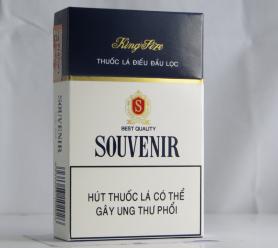 King Size
THUỐC LÁ ĐIẾU ĐẦU LỌC
S
BEST QUALITY
SOUVENIR
HÚT THUỐC LÁ CÓ THỂ
GÂY UNG THƯ PHỔI
SOUVENIR